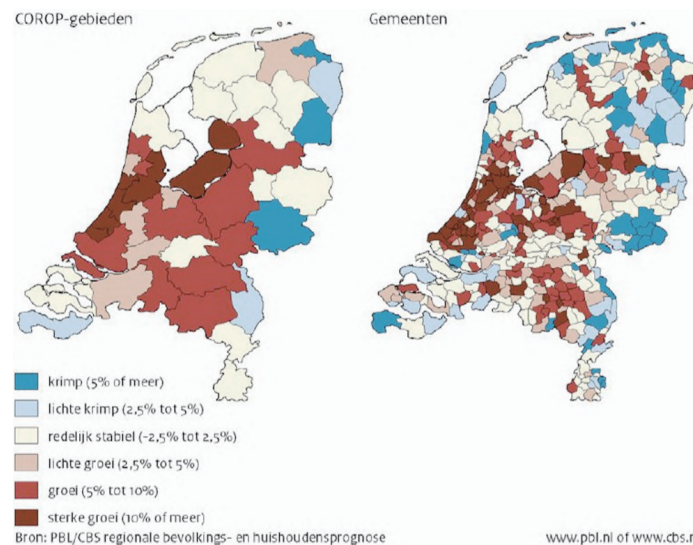 COROP-gebieden
Gemeenten
krimp (5% of meer)
lichte krimp (2,5% tot 5%)
redelijk stabiel (-2,5% tot 2,5%)
lichte groei (2,5% tot 5%)
groei (5% tot 10%)
sterke groei (10% of meer)
Bron: PBL/CBS regionale bevolkings- en huishoudensprognose
www.pbl.nl of www.cbs.n